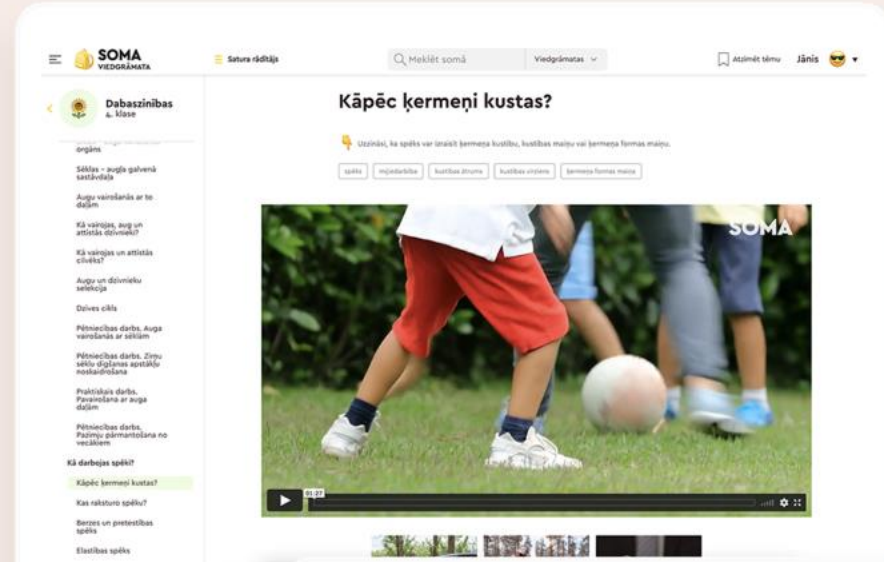 SOMA
VIEDGRĀMATA
Satura rādītājs
Meklēt somā
Viedgrāmatas
Atzīmēt tēmu
Jānis
Dabaszinības
4. klase
orgāns
Sēklas – augļa galvenā
sastāvdaļa
Augu vairošanās ar to
daļām
Kā vairojas, aug un
attīstās dzīvnieki?
Kā vairojas un attīstās
cilvēks?
Augu un dzīvnieku
selekcija
Dzīves cikls
Pētniecības darbs. Auga
vairošanās ar sēklām
Pētniecības darbs. Zirņu
sēklu dīgšanas apstākļu
noskaidrošana
Praktiskais darbs.
Pavairošana ar auga
daļām
Pētniecības darbs.
Pazīmju pārmantošana no
vecākiem
Kā darbojas spēki?
Kāpēc ķermeņi kustas?
Kas raksturo spēku?
Berzes un pretestības
spēks
Elastības spēks
Kāpēc ķermeņi kustas?
Uzzināsi, ka spēks var izraisīt ķermeņa kustību, kustības maiņu vai ķermeņa formas maiņu.
spēks
mijiedarbība
kustības ātrums
kustības virziens
ķermeņa formas maiņa
SOMA
01:27